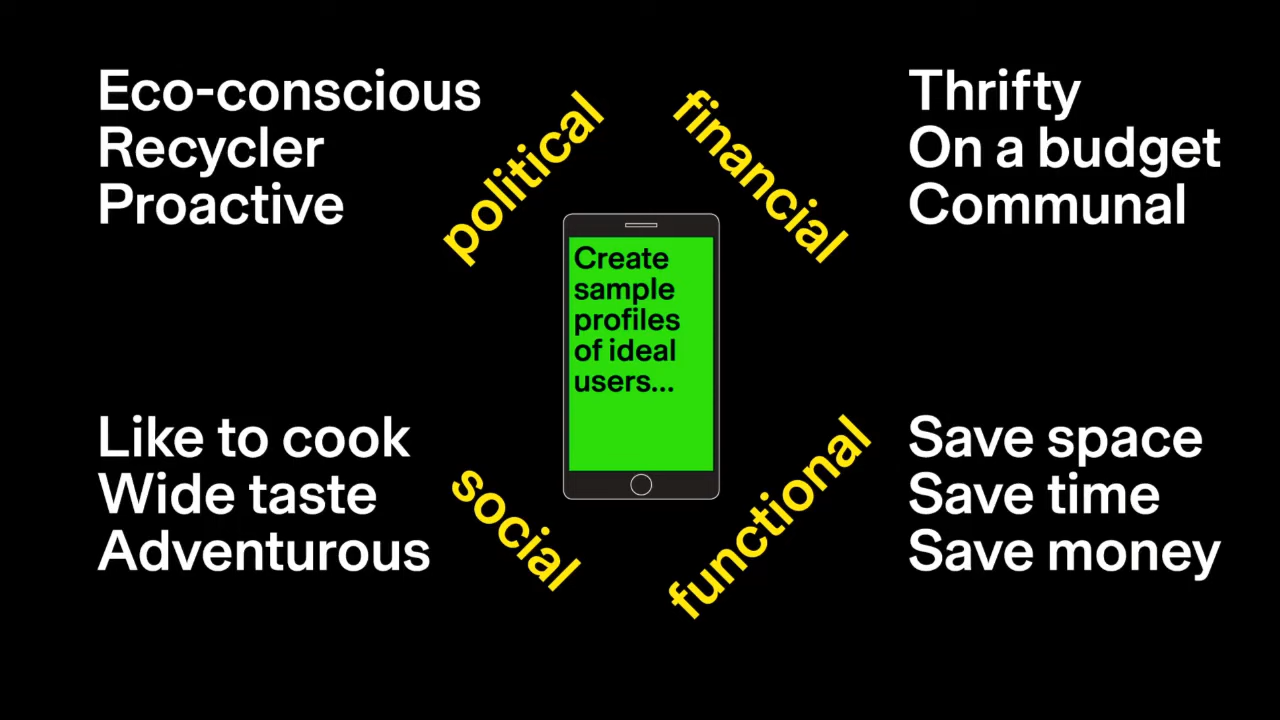 Eco-conscious
Recycler
Proactive
political
financial
Thrifty
On a budget
Communal
Create
sample
profiles
of ideal
users...
Like to cook
Wide taste
Adventurous
social
functional
Save space
Save time
Save money